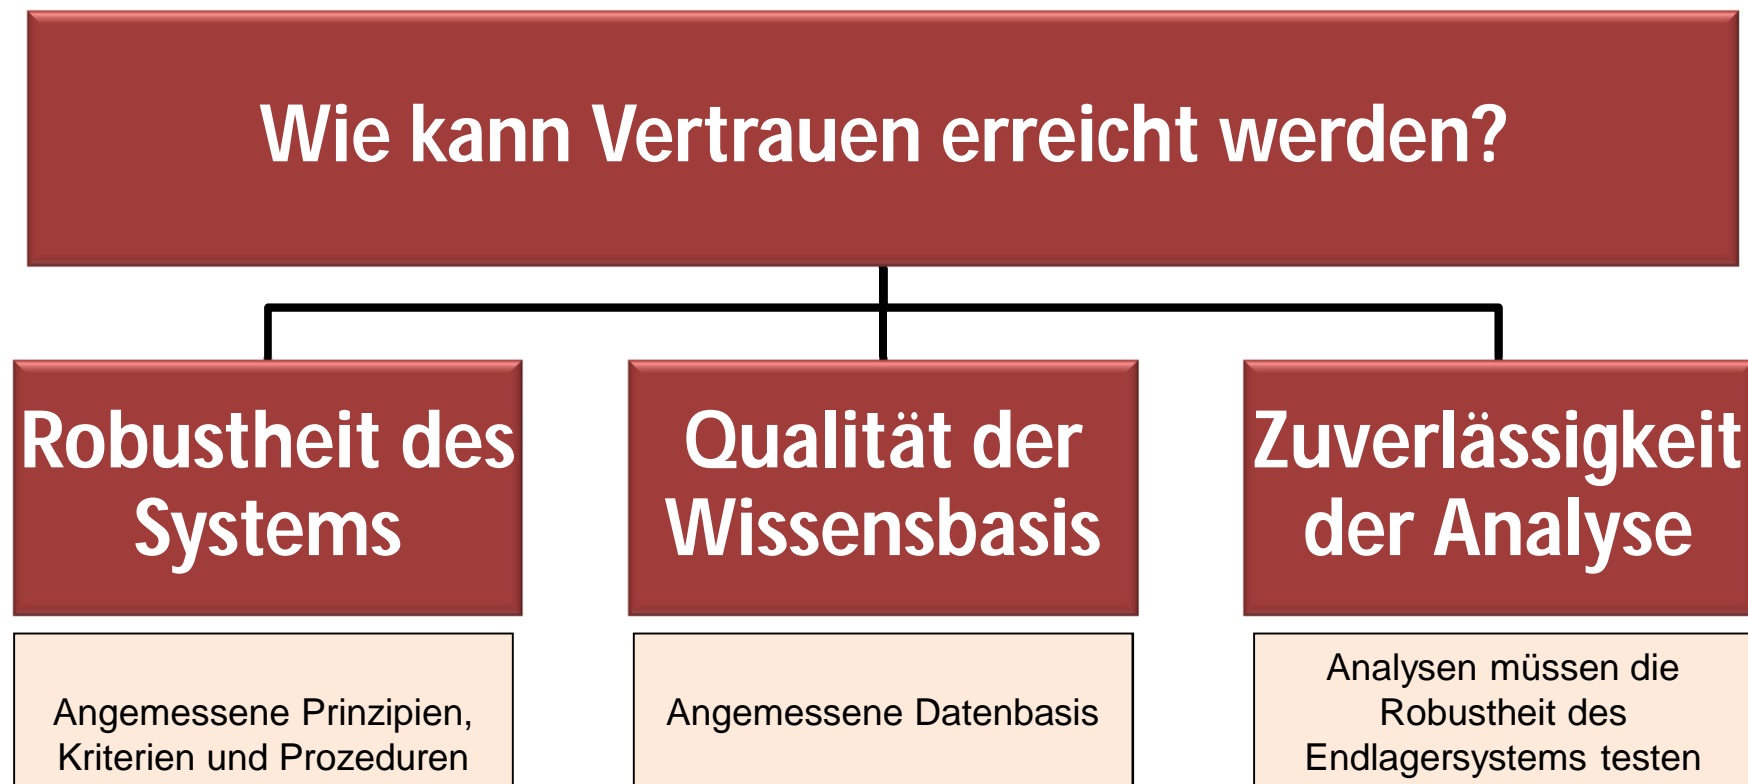 Wie kann Vertrauen erreicht werden?
Robustheit des
Systems
Qualität der
Wissensbasis
Zuverlässigkeit
der Analyse
Angemessene Prinzipien,
Kriterien und Prozeduren
Angemessene Datenbasis
Analysen müssen die
Robustheit des
Endlagersystems testen